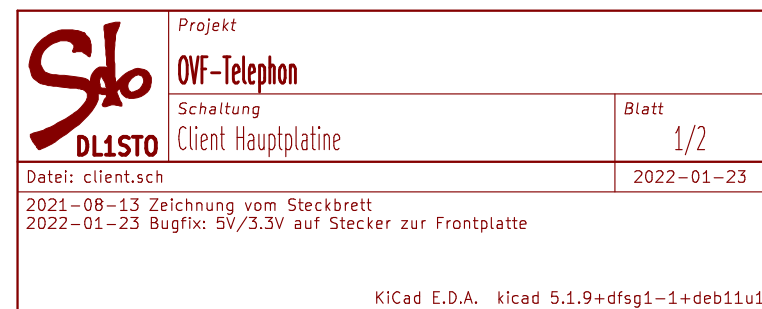 Sdo
DL1STO
Projekt
OVF-Telephon
Schaltung
Client Hauptplatine
Blatt
1/2
Datei: client.sch
2022-01-23
2021-08-13 Zeichnung vom Steckbrett
2022-01-23 Bugfix: 5V/3.3V auf Stecker zur Frontplatte
KiCad E.D.A. kicad 5.1.9+dfsg1-1+deb11u1